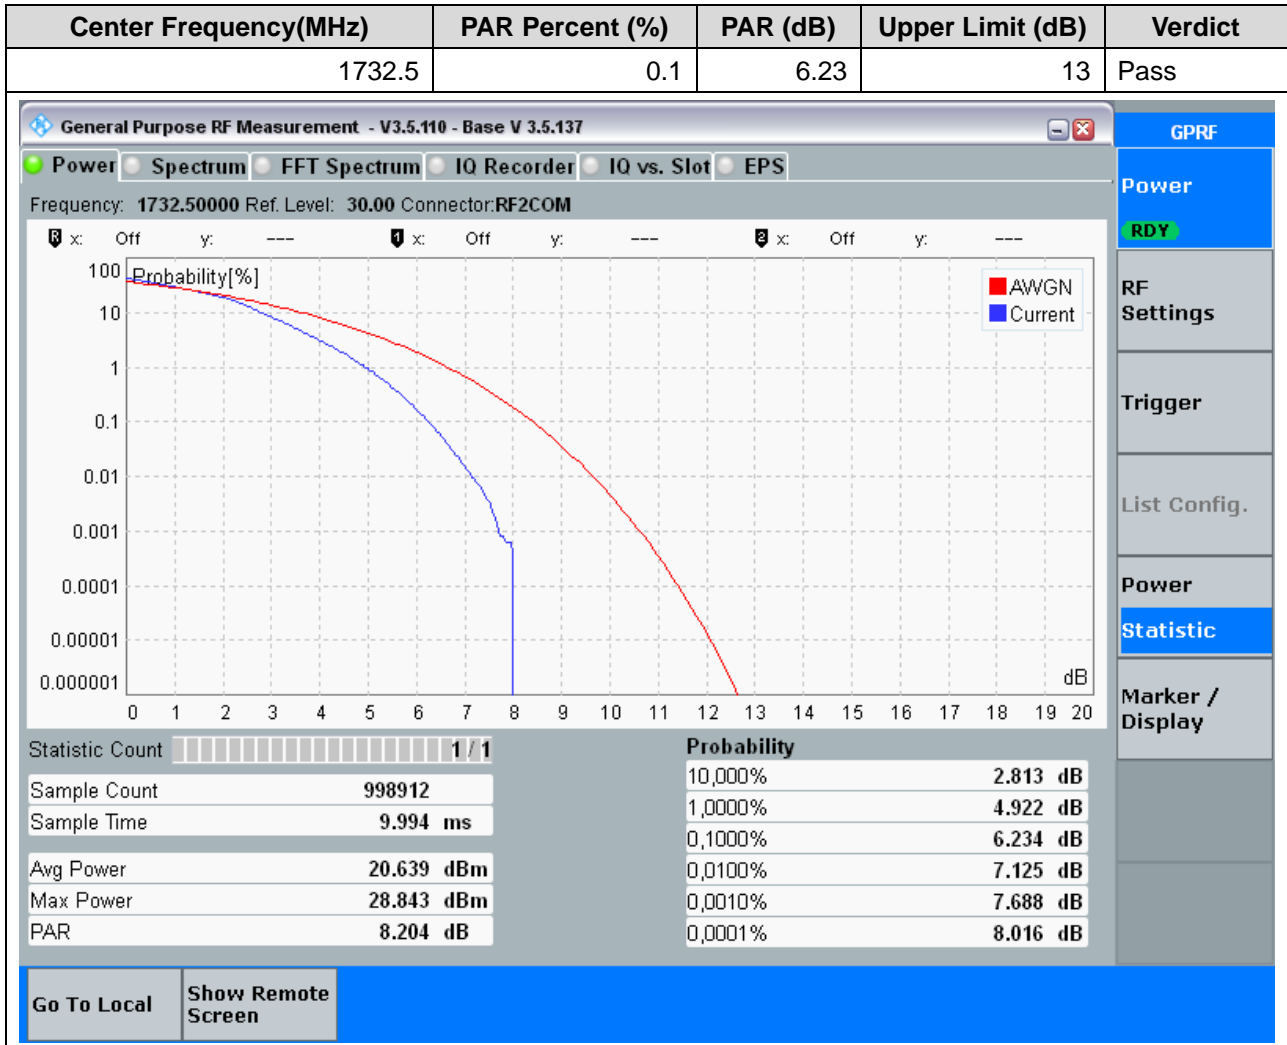 Center Frequency(MHz) PAR Percent (%) PAR (dB) Upper Limit (dB) Verdict
1732.5 0.1 6.23 13 Pass
General Purpose RF Measurement - V3.5.110 - Base V 3.5.137
GPRF
Power Spectrum FFT Spectrum IQ Recorder IQ vs. Slot EPS
Frequency: 1732.50000 Ref. Level: 30.00 Connector:RF2COM
R x: Off y: --- 1 x: Off y: --- 2 x: Off y: ---
Probability[%]
AWGN
Current
100
10
1
0.1
0.01
0.001
0.0001
0.00001
0.000001
dB
0 1 2 3 4 5 6 7 8 9 10 11 12 13 14 15 16 17 18 19 20
Statistic Count 1 / 1
Sample Count 998912
Sample Time 9.994 ms
Avg Power 20.639 dBm
Max Power 28.843 dBm
PAR 8.204 dB
Probability
10,000% 2.813 dB
1,0000% 4.922 dB
0,1000% 6.234 dB
0,0100% 7.125 dB
0,0010% 7.688 dB
0,0001% 8.016 dB
Power
RDY
RF
Settings
Trigger
List Config.
Power
Statistic
Marker /
Display
Go To Local
Show Remote
Screen